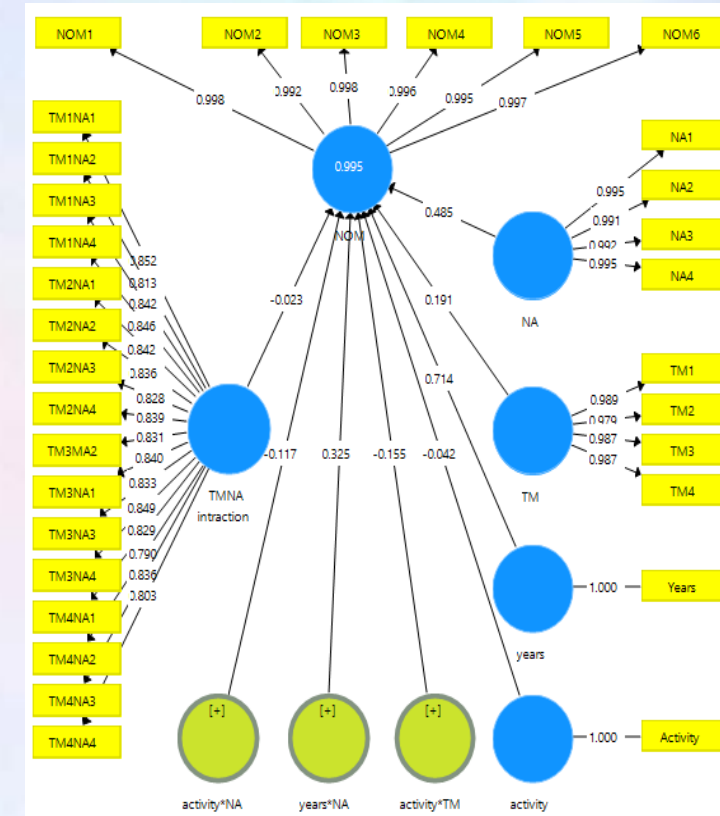 NOM1
NOM2
NOM3
NOM4
NOM5
NOM6
0.998
0.998
0.996
0.995
0.997
TM1NA1
TM1NA2
TM1NA3
TM1NA4
TM2NA1
TM2NA2
TM2NA3
TM2NA4
TM3MA2
TM3NA1
TM3NA3
TM3NA4
TM4NA1
TM4NA2
TM4NA3
TM4NA4
0.842
0.846
0.842
0.836
0.828
0.839
0.831
0.840
0.833
0.849
0.829
0.790
0.836
0.803
0.995
NOM
0.485
NA1
NA2
NA3
NA4
0.995
0.991
0.995
NA
-0.023
0.191
0.714
TM1
TM2
TM3
TM4
0.989
0.979
0.987
0.987
TM
TMNA
intraction
-0.117
0.325
-0.155
-0.042
1.000
Years
years
[+]
[+]
[+]
1.000
Activity
activity*NA
years*NA
activity*TM
activity